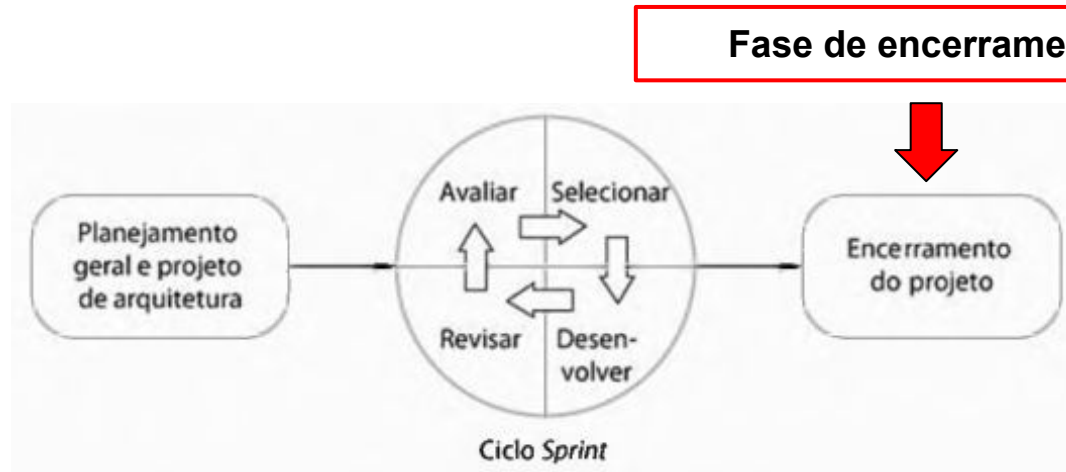 Fase de encerrame
Planejamento
geral e projeto
de arquitetura
Avaliar
Selecionar
Revisar
Desen-
volver
Ciclo Sprint
Encerramento
do projeto